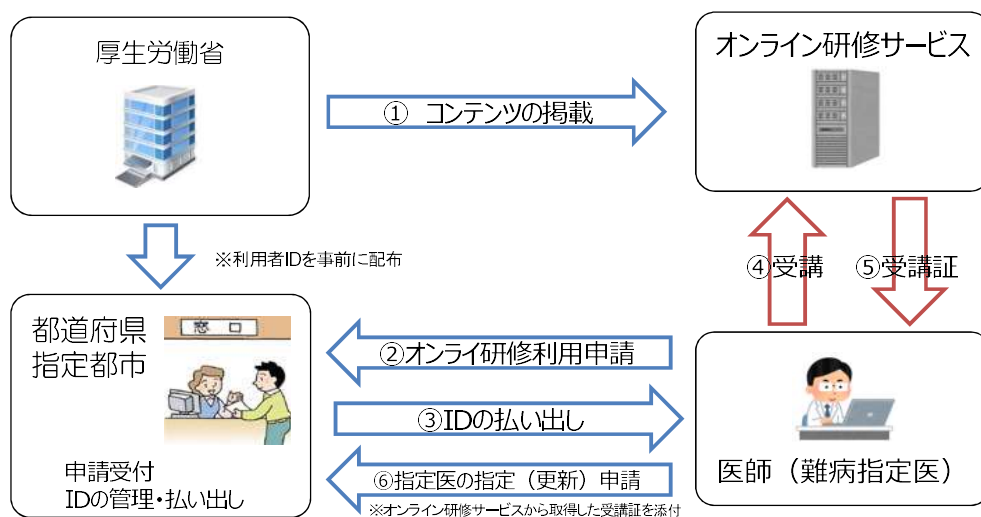 厚生労働省
オンライン研修サービス
① コンテンツの掲載
※利用者IDを事前に配布
④受講
⑤受講証
都道府県
指定都市
窓 口
②オンライ研修利用申請
③IDの払い出し
申請受付
IDの管理・払い出し
⑥指定医の指定（更新）申請
※オンライン研修サービスから取得した受講証を添付
医師（難病指定医）